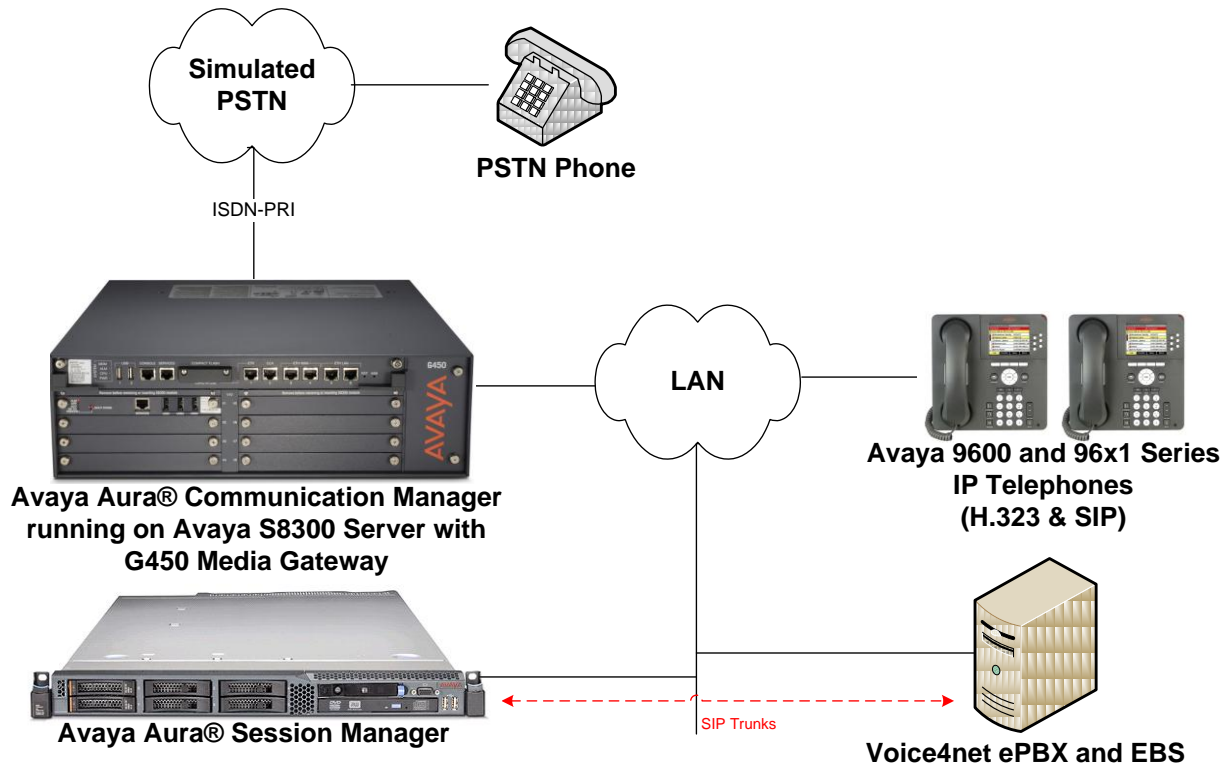 Simulated
PSTN
PSTN Phone
ISDN-PRI
G450
AVAYA
LAN
Avaya Aura® Communication Manager
running on Avaya S8300 Server with
G450 Media Gateway
Avaya 9600 and 96x1 Series
IP Telephones
(H.323 & SIP)
SIP Trunks
Avaya Aura® Session Manager
Voice4net ePBX and EBS